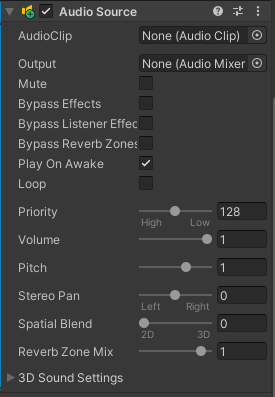 Audio Source
AudioClip None (Audio Clip)
Output None (Audio Mixer
Mute
Bypass Effects
Bypass Listener Effec
Bypass Reverb Zones
Play On Awake
Loop
Priority 128
High Low
Volume 1
Pitch 1
Stereo Pan 0
Left Right
Spatial Blend 0
2D 3D
Reverb Zone Mix 1
3D Sound Settings